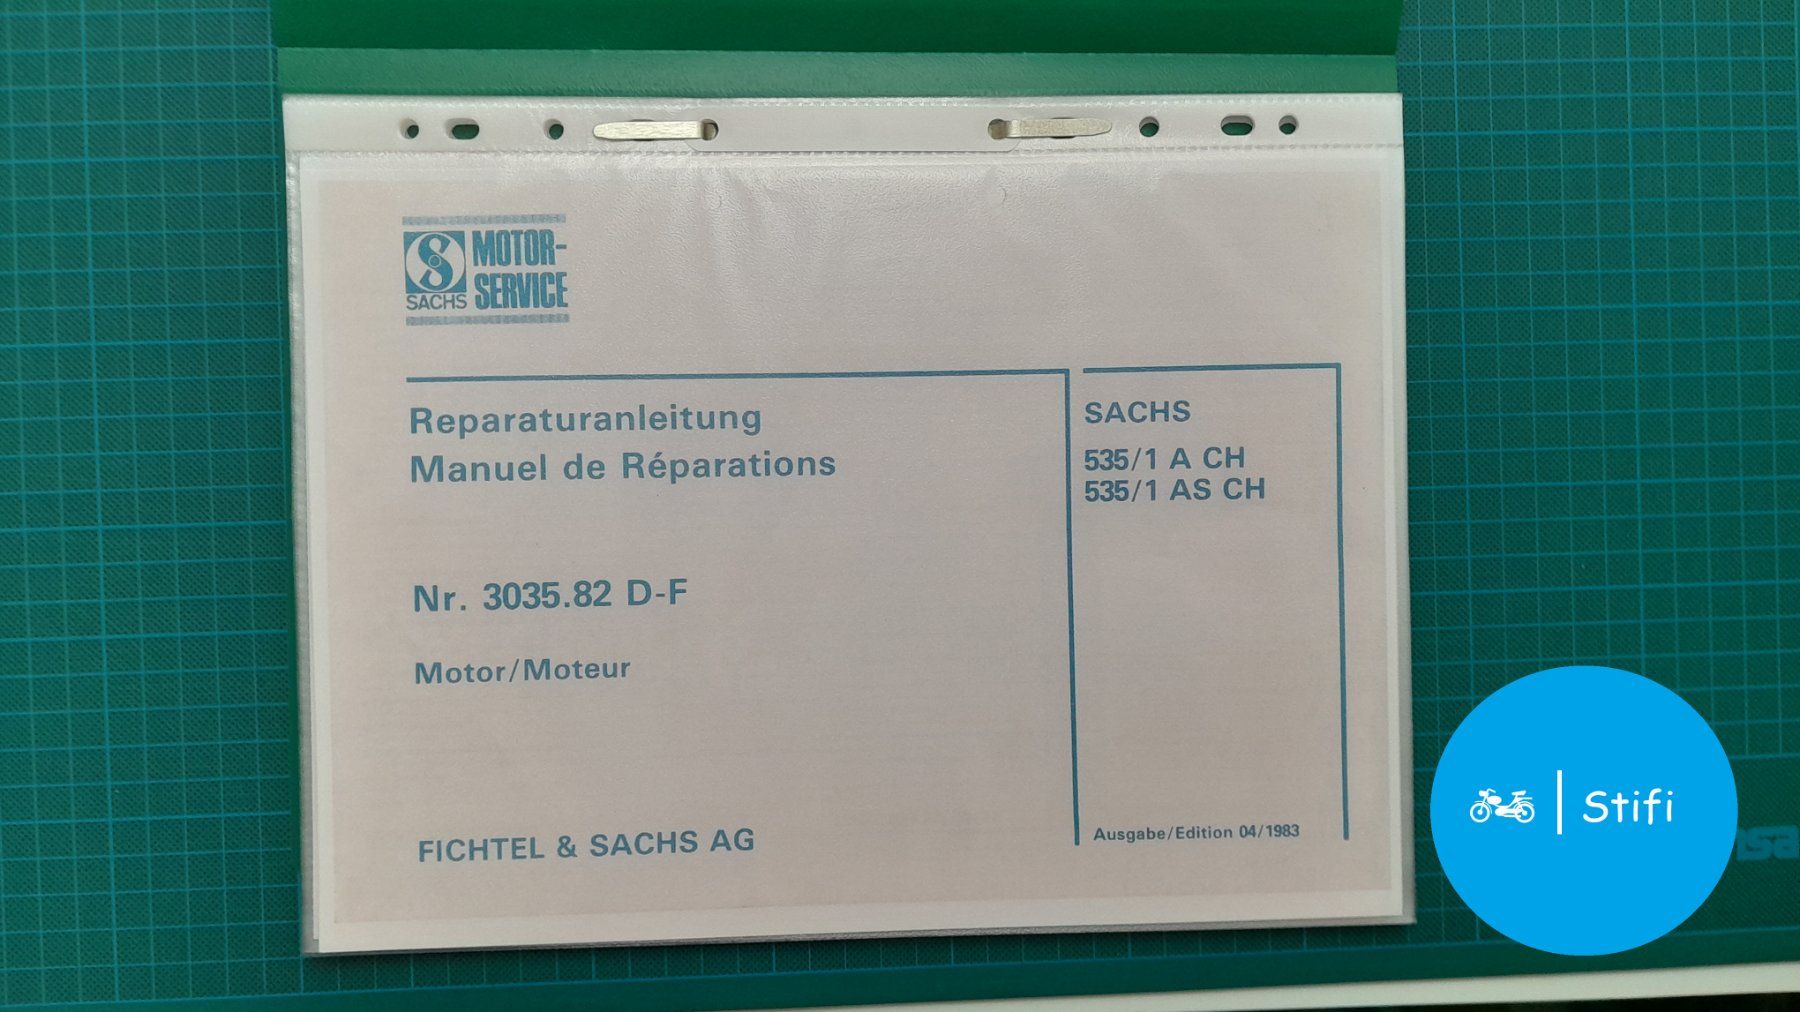 MOTOR-
SERVICE
SACHS
Reparaturanleitung
Manuel de Réparations
Nr. 3035.82 D-F
Motor/Moteur
FICHTEL & SACHS AG
SACHS
535/1 A CH
535/1 AS CH
Ausgabe/Edition 04/1983
Stifi